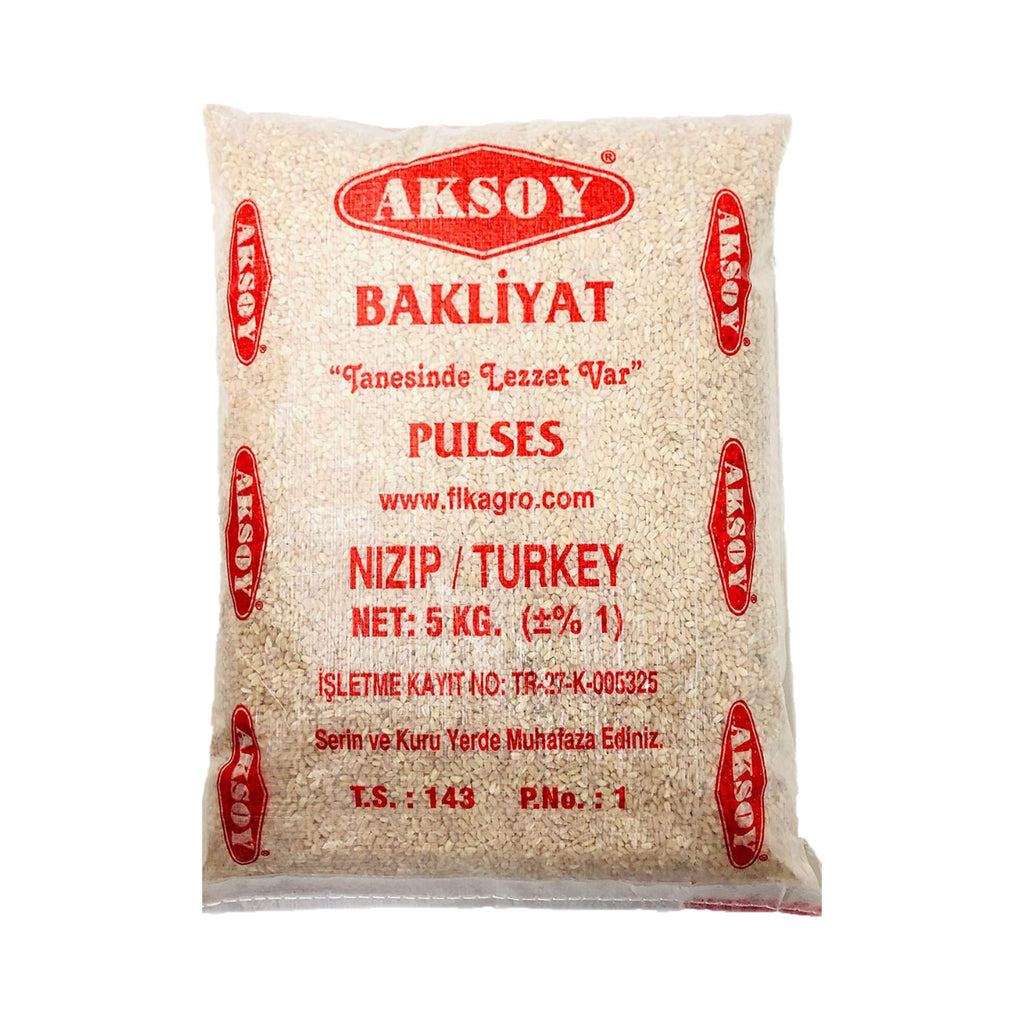 AKSOY ®
BAKLİYAT
"Tanesinde Lezzet Var"
PULSES
www.flkagro.com
NIZIP / TURKEY
NET: 5 KG. (±% 1)
İŞLETME KAYIT NO: TR-27-K-005325
Serin ve Kuru Yerde Muhafaza Ediniz.
T.S. : 143 P.No. : 1
AKSOY ®
AKSOY ®
AKSOY ®
AKSOY ®
AKSOY ®
AKSOY ®